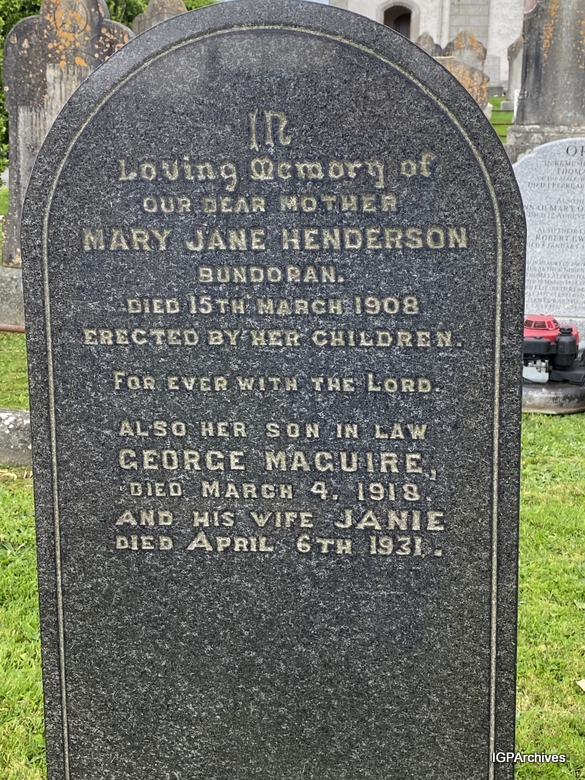 In
Loving Memory of
OUR DEAR MOTHER
MARY JANE HENDERSON
BUNDORAN.
DIED 15TH MARCH 1908
ERECTED BY HER CHILDREN.
FOR EVER WITH THE LORD.
ALSO HER SON IN LAW
GEORGE MAGUIRE,
DIED MARCH 4. 1918.
AND HIS WIFE JANIE
DIED APRIL 6TH 1931.
IGPArchives